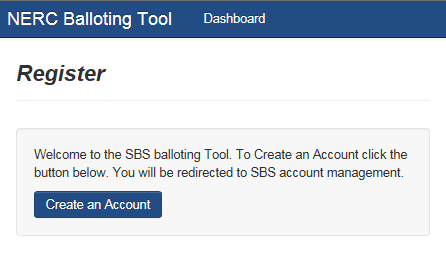 NERC Balloting Tool Dashboard
Register
Welcome to the SBS balloting Tool. To Create an Account click the
button below. You will be redirected to SBS account management.
Create an Account